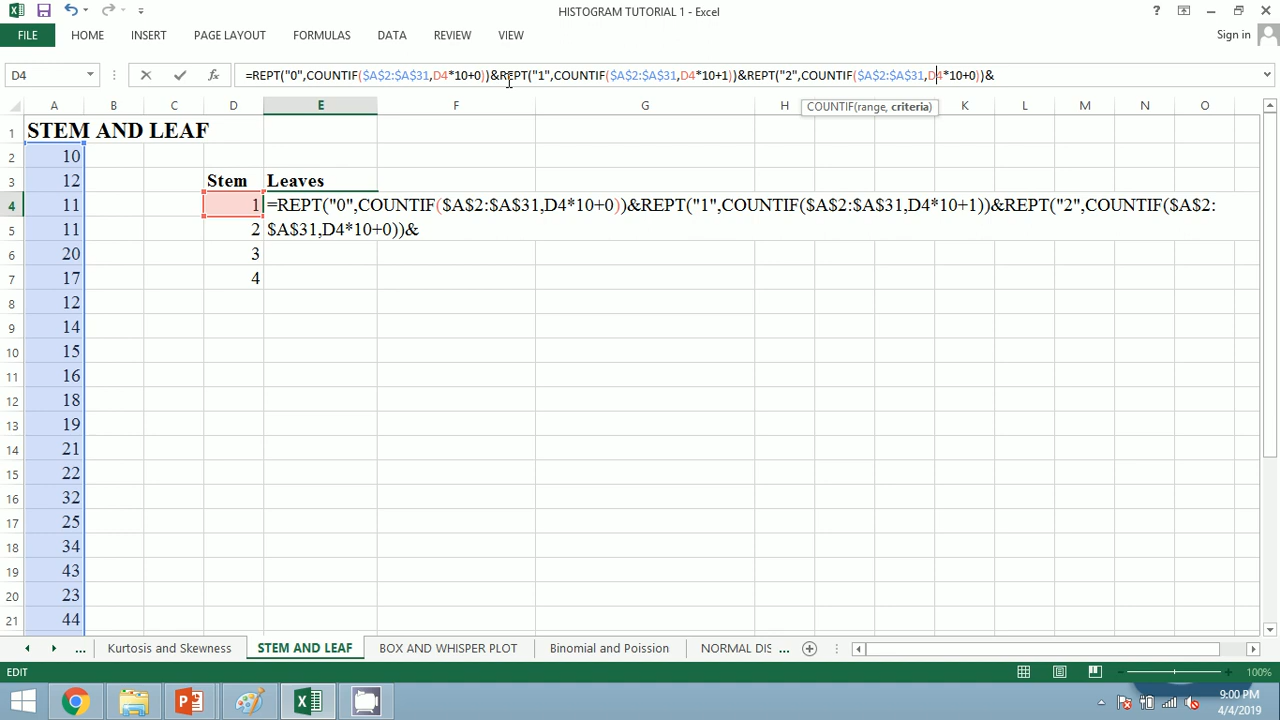 HISTOGRAM TUTORIAL 1 - Excel
?
FILE HOME INSERT PAGE LAYOUT FORMULAS DATA REVIEW VIEW Sign in
D4 fx =REPT("0",COUNTIF($A$2:$A$31,D4*10+0))&REPT("1",COUNTIF($A$2:$A$31,D4*10+1))&REPT("2",COUNTIF($A$2:$A$31,D4*10+0))&
COUNTIF(range, criteria)
A B C D E F G H K L M N O
1 STEM AND LEAF
2 10
3 12 Stem Leaves
4 11 1 =REPT("0",COUNTIF($A$2:$A$31,D4*10+0))&REPT("1",COUNTIF($A$2:$A$31,D4*10+1))&REPT("2",COUNTIF($A$2:
5 11 2 $A$31,D4*10+0))&
6 20 3
7 17 4
8 12
9 14
10 15
11 16
12 18
13 19
14 21
15 22
16 32
17 25
18 34
19 43
20 23
21 44
... Kurtosis and Skewness STEM AND LEAF BOX AND WHISPER PLOT Binomial and Poission NORMAL DIS ...
EDIT 100%
9:00 PM
4/4/2019